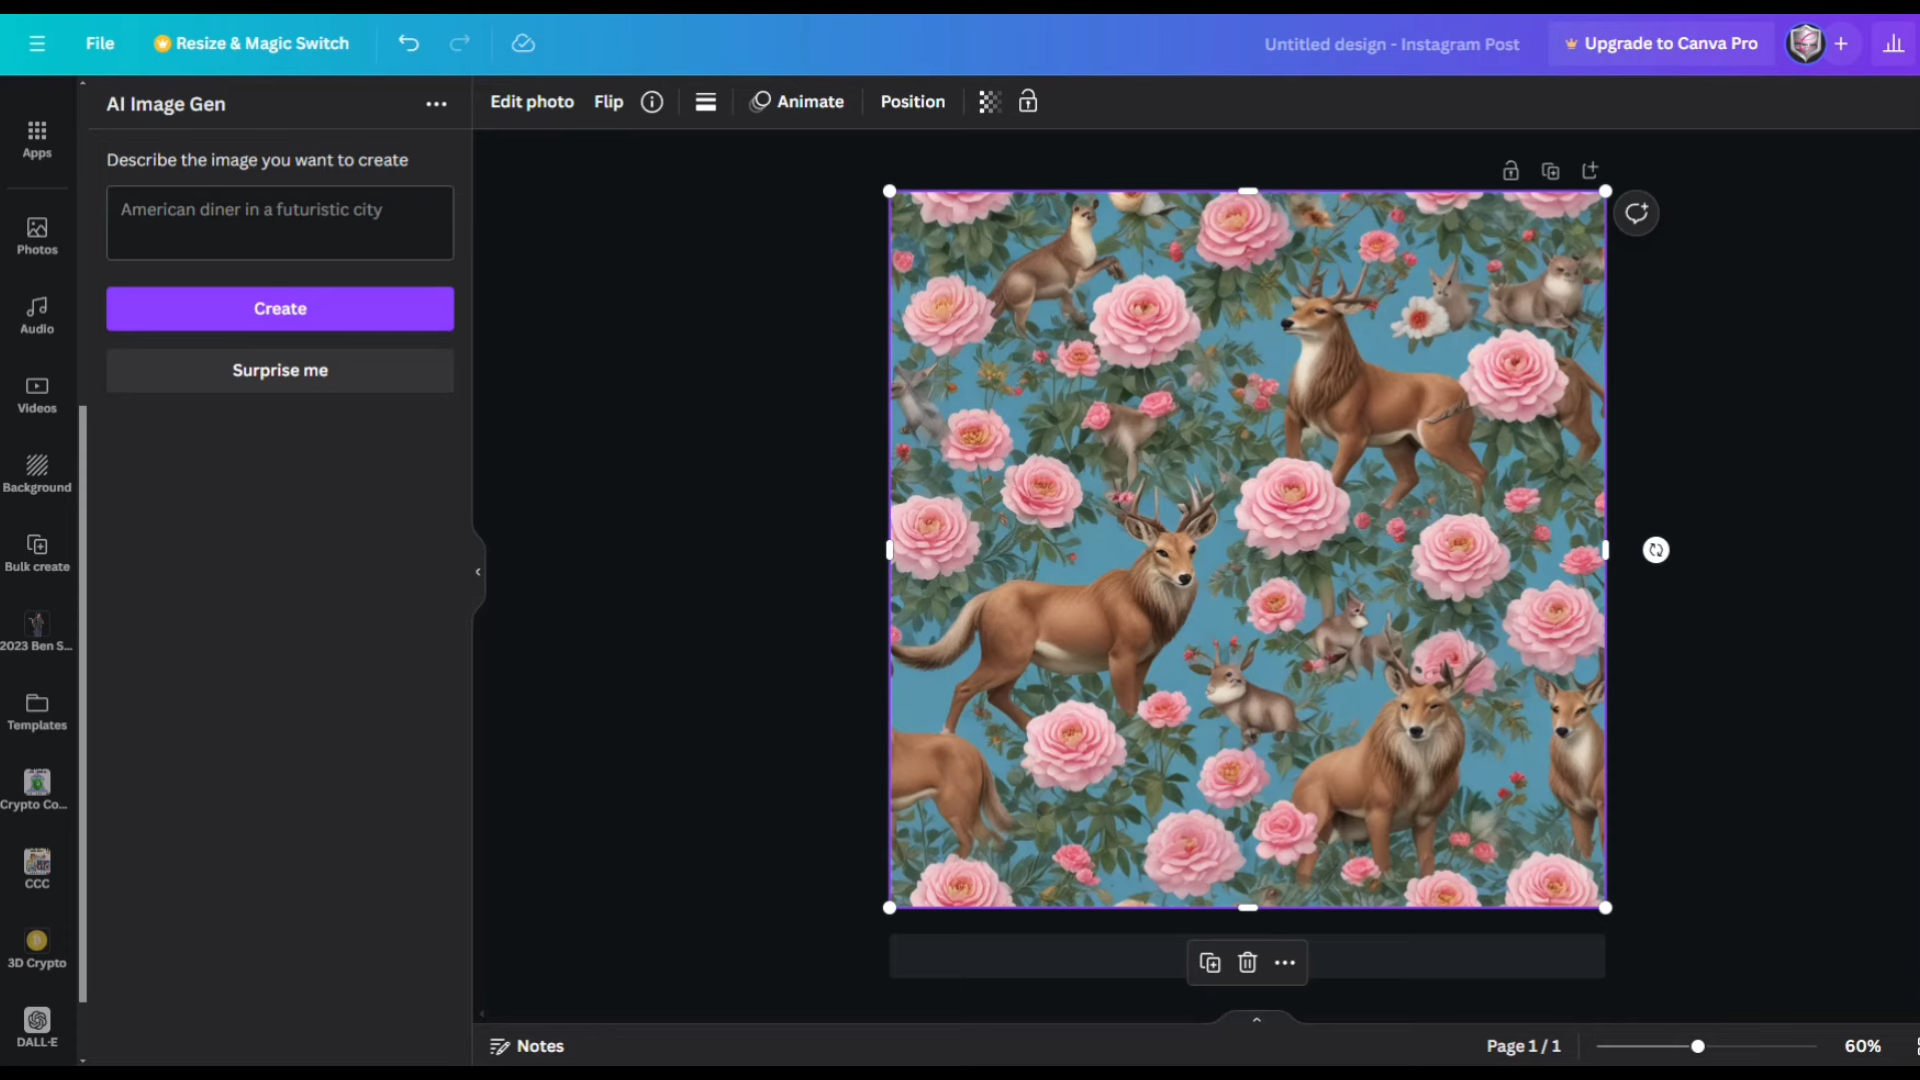 File
Resize & Magic Switch
Untitled design - Instagram Post
Upgrade to Canva Pro
Apps
Photos
Audio
Videos
Background
Bulk create
2023 Ben S...
Templates
Crypto Co...
CCC
3D Crypto
DALL·E
AI Image Gen
Describe the image you want to create
American diner in a futuristic city
Create
Surprise me
Edit photo
Flip
Animate
Position
Notes
Page 1 / 1
60%